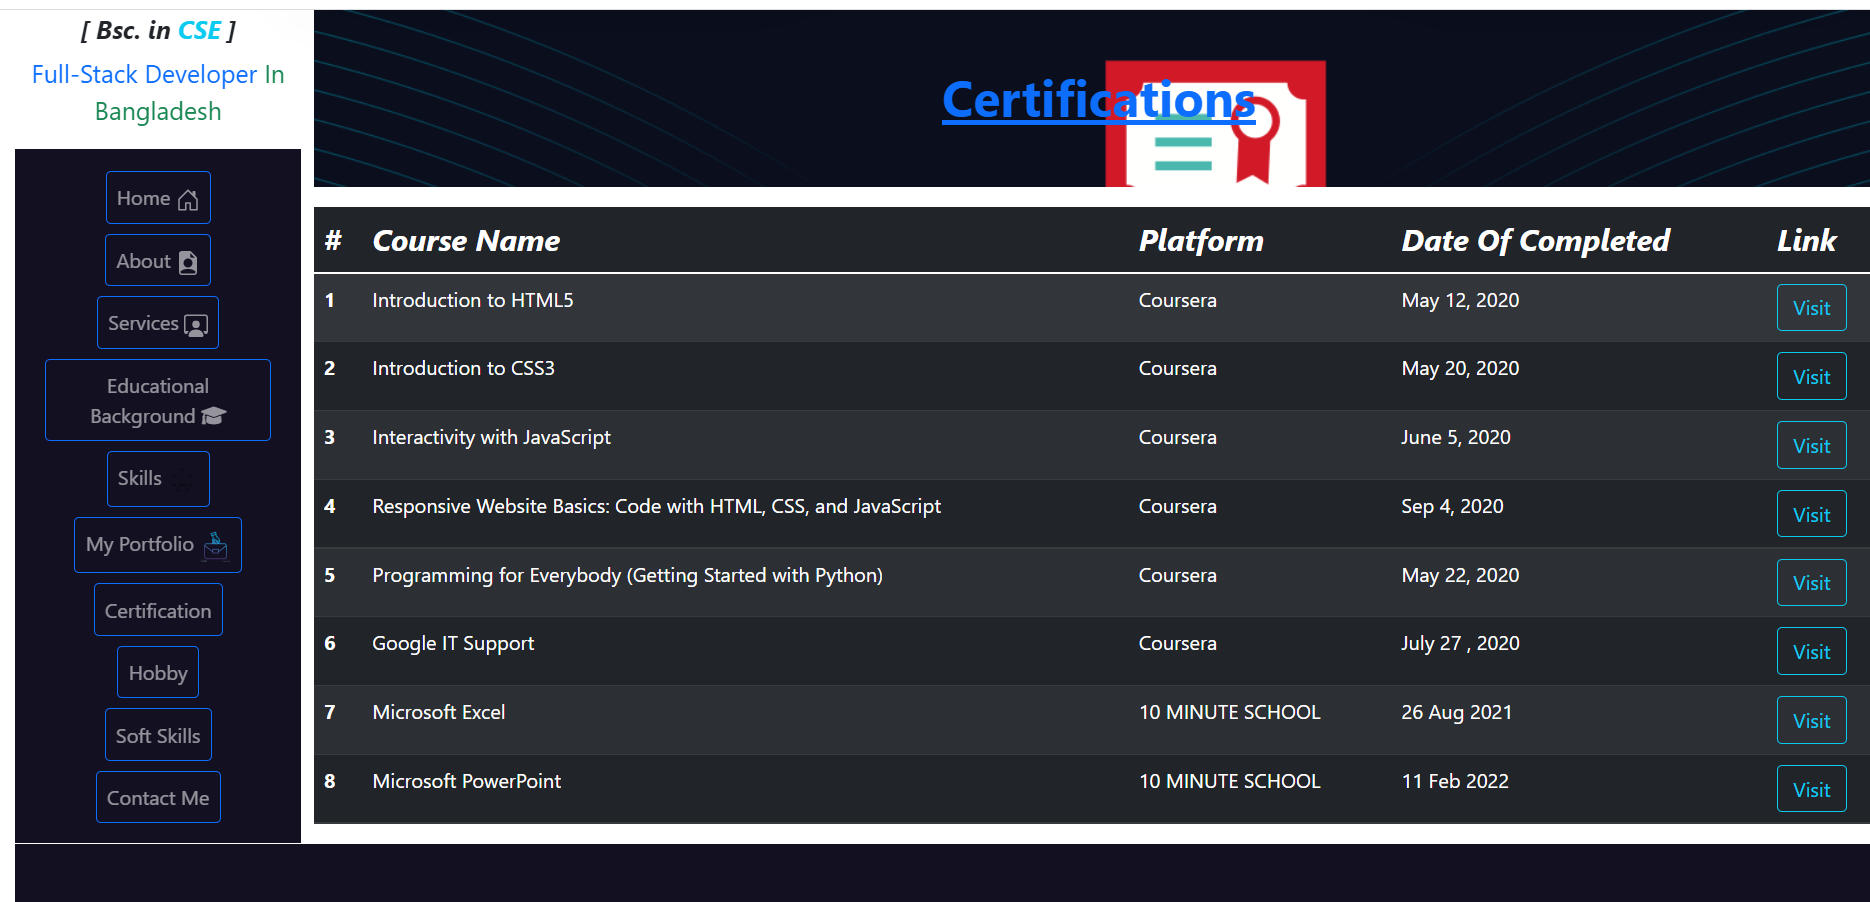 [ Bsc. in CSE ]
Full-Stack Developer In
Bangladesh
Home
About
Services
Educational
Background
Skills
My Portfolio
Certification
Hobby
Soft Skills
Contact Me
Certifications
# Course Name Platform Date Of Completed Link
1 Introduction to HTML5 Coursera May 12, 2020 Visit
2 Introduction to CSS3 Coursera May 20, 2020 Visit
3 Interactivity with JavaScript Coursera June 5, 2020 Visit
4 Responsive Website Basics: Code with HTML, CSS, and JavaScript Coursera Sep 4, 2020 Visit
5 Programming for Everybody (Getting Started with Python) Coursera May 22, 2020 Visit
6 Google IT Support Coursera July 27 , 2020 Visit
7 Microsoft Excel 10 MINUTE SCHOOL 26 Aug 2021 Visit
8 Microsoft PowerPoint 10 MINUTE SCHOOL 11 Feb 2022 Visit